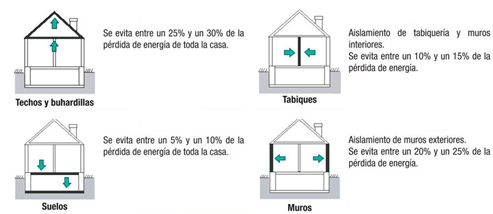 Se evita entre un 25% y un 30% de la
pérdida de energía de toda la casa.
Techos y buhardillas
Aislamiento de tabiquería y muros
interiores.
Se evita entre un 10% y un 15% de la
pérdida de energía.
Tabiques
Se evita entre un 5% y un 10% de la
pérdida de energía de toda la casa.
Suelos
Aislamiento de muros exteriores.
Se evita entre un 20% y un 25% de la
pérdida de energía.
Muros